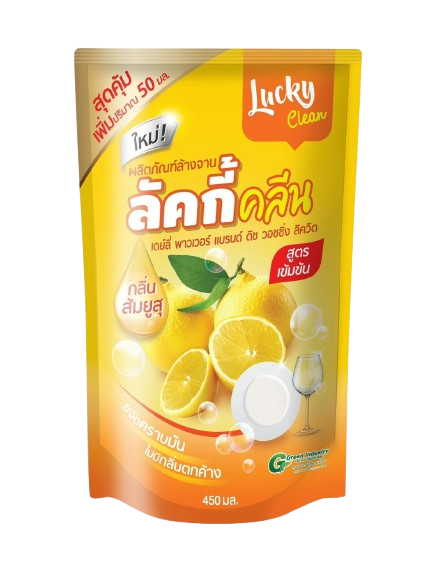 สุดคุ้ม
เพิ่มปริมาณ 50 มล.
Lucky
Clean
ใหม่!
ผลิตภัณฑ์ล้างจาน
ลัคกี้คลีน
เดย์ลี่ พาวเวอร์ แบรนด์ ดิช วอชชิ่ง ลิควิด
สูตร
เข้มข้น
กลิ่น
ส้มยูสุ
ขจัดคราบมัน
ไม่มีกลิ่นตกค้าง
Green Industry
450 มล.